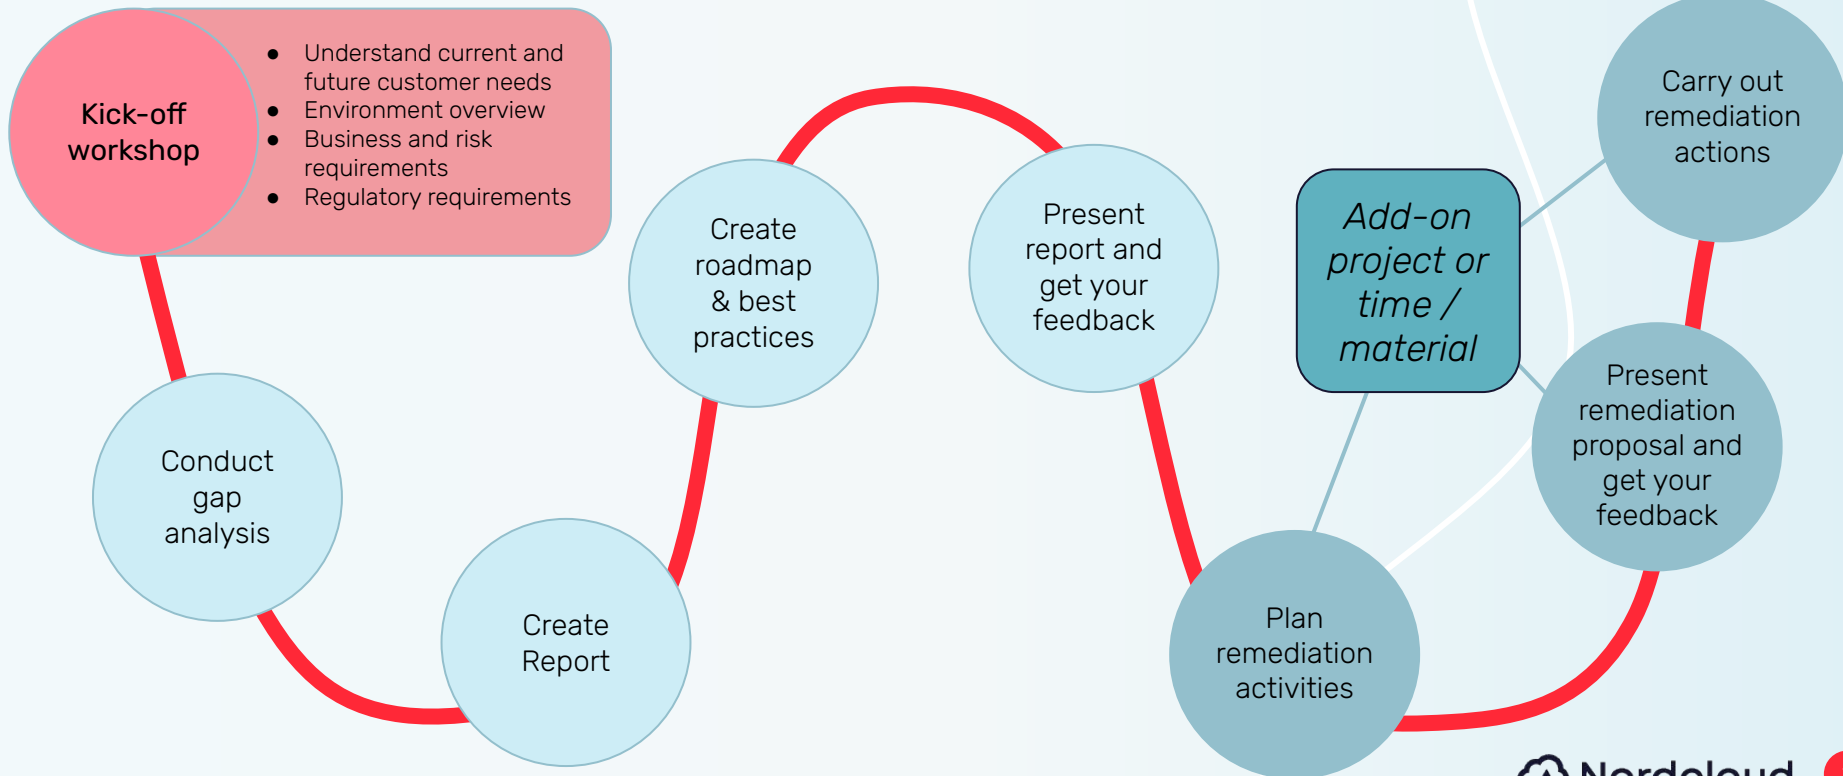 Kick-off
workshop
● Understand current and
future customer needs
● Environment overview
● Business and risk
requirements
● Regulatory requirements
Conduct
gap
analysis
Create
Report
Create
roadmap
& best
practices
Present
report and
get your
feedback
Add-on
project or
time /
material
Plan
remediation
activities
Present
remediation
proposal and
get your
feedback
Carry out
remediation
actions
Nordcloud